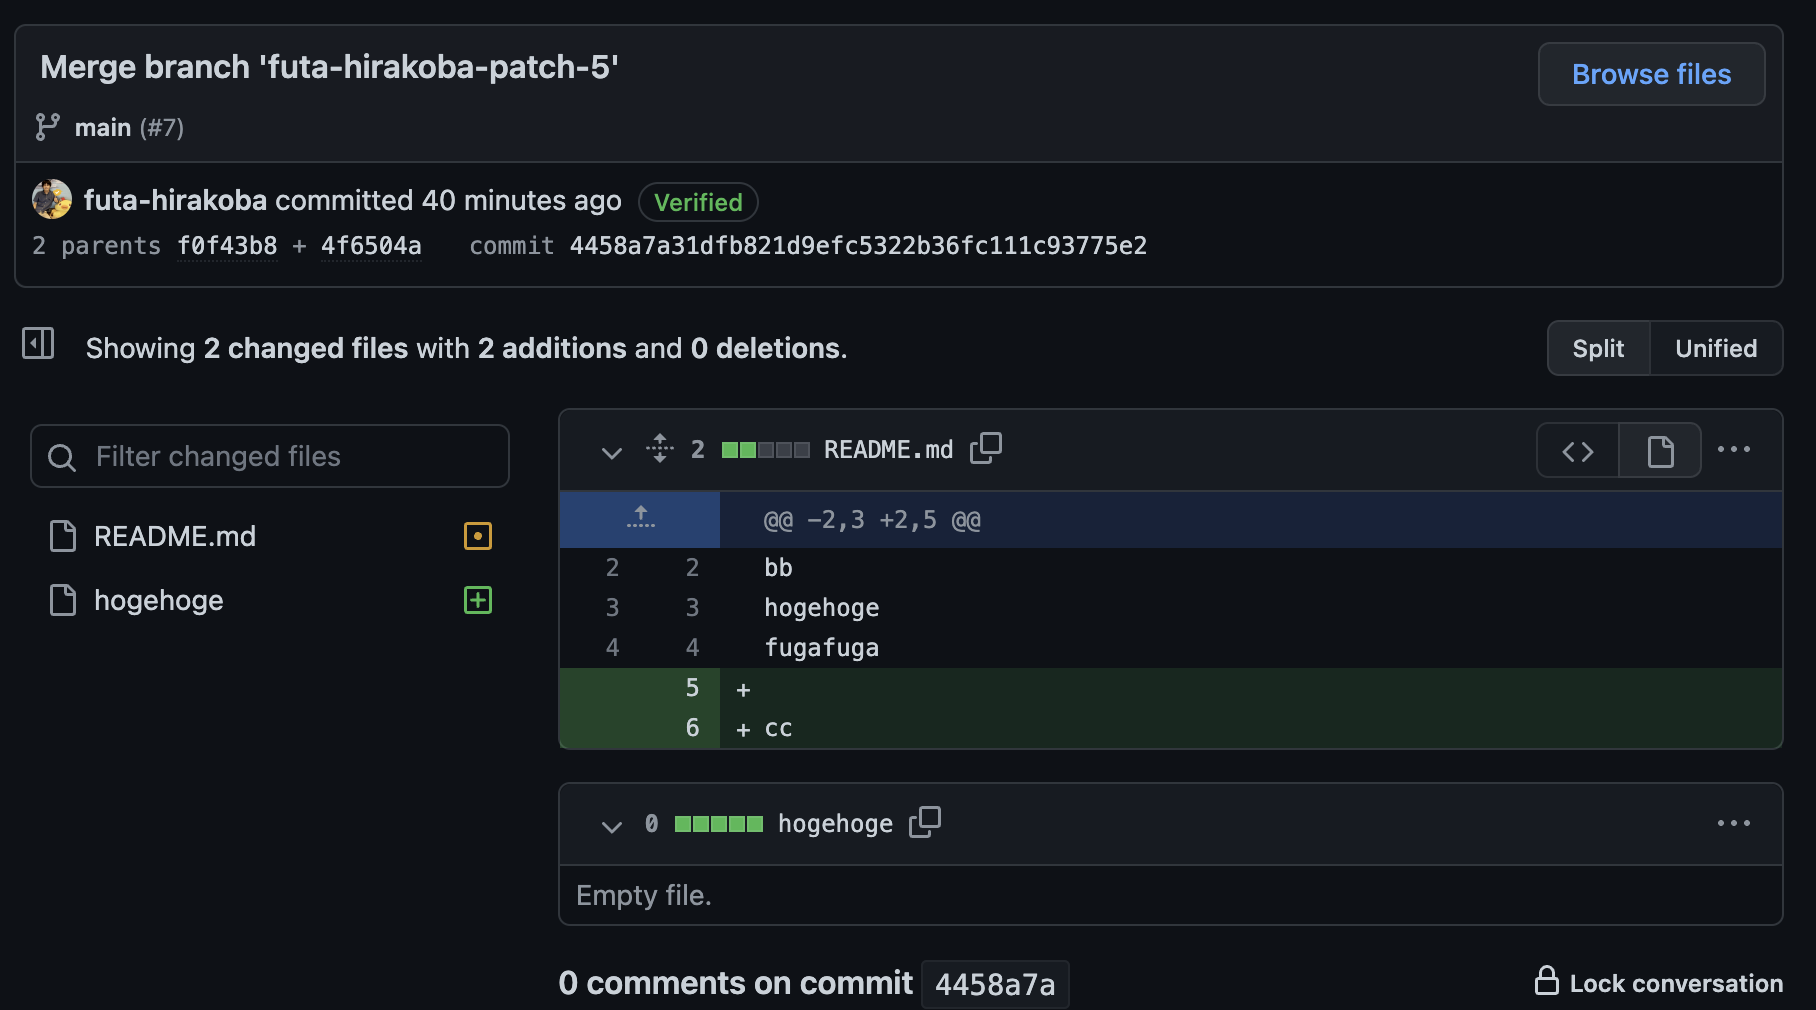 Merge branch 'futa-hirakoba-patch-5'
Browse files
main (#7)
futa-hirakoba committed 40 minutes ago Verified
2 parents f0f43b8 + 4f6504a commit 4458a7a31dfb821d9efc5322b36fc111c93775e2
Showing 2 changed files with 2 additions and 0 deletions.
Split Unified
Filter changed files
README.md
hogehoge
2 README.md
@@ -2,3 +2,5 @@
2 2 bb
3 3 hogehoge
4 4 fugafuga
5 +
6 + cc
0 hogehoge
Empty file.
0 comments on commit 4458a7a
Lock conversation